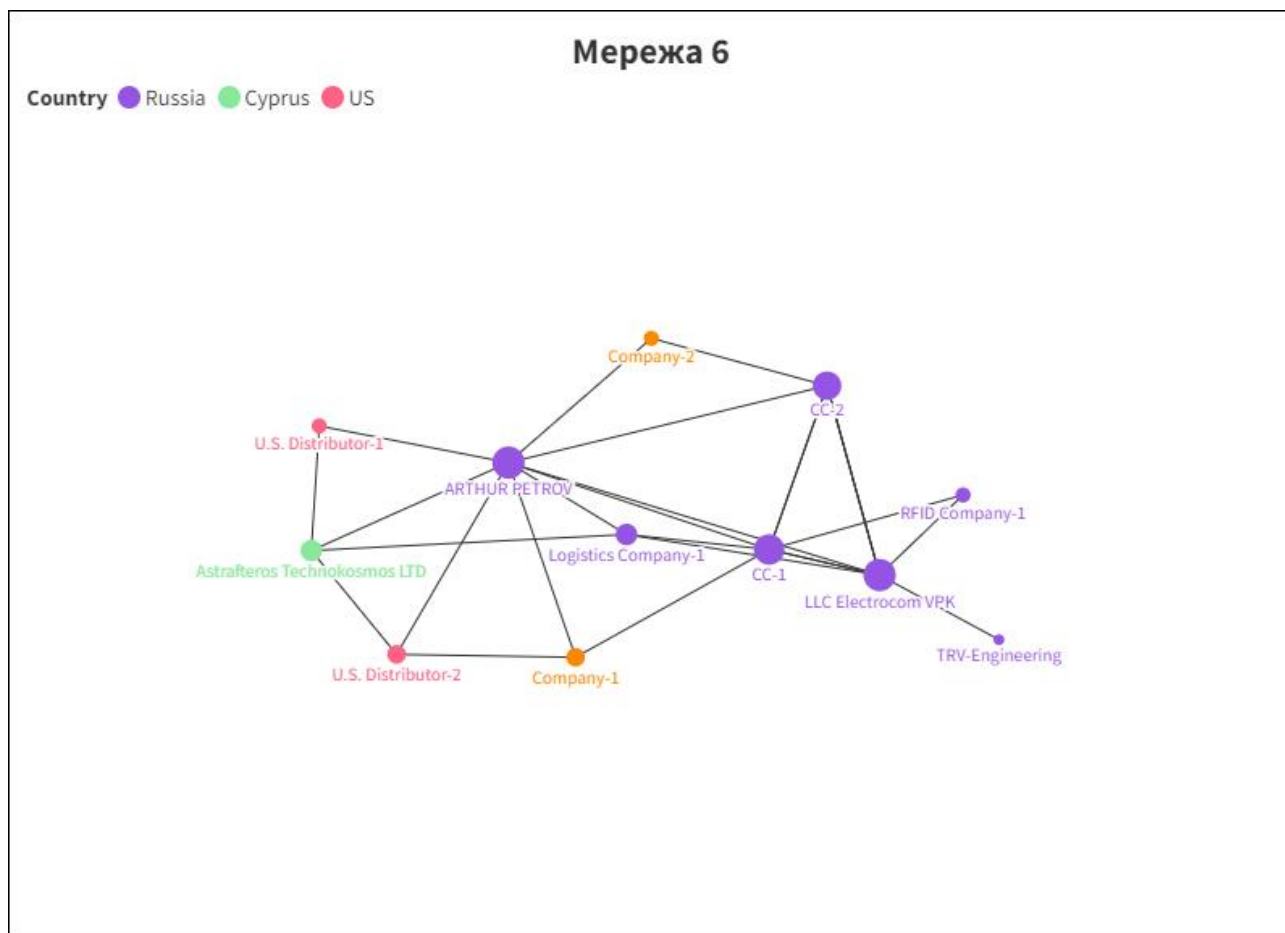 Мережа 6
Country Russia Cyprus US
Company-2
CC-2
U.S. Distributor-1
ARTHUR PETROV
RFID Company-1
Logistics Company-1
Astrafteros Technokosmos LTD
CC-1
LLC Electrocom VPK
TRV-Engineering
U.S. Distributor-2
Company-1